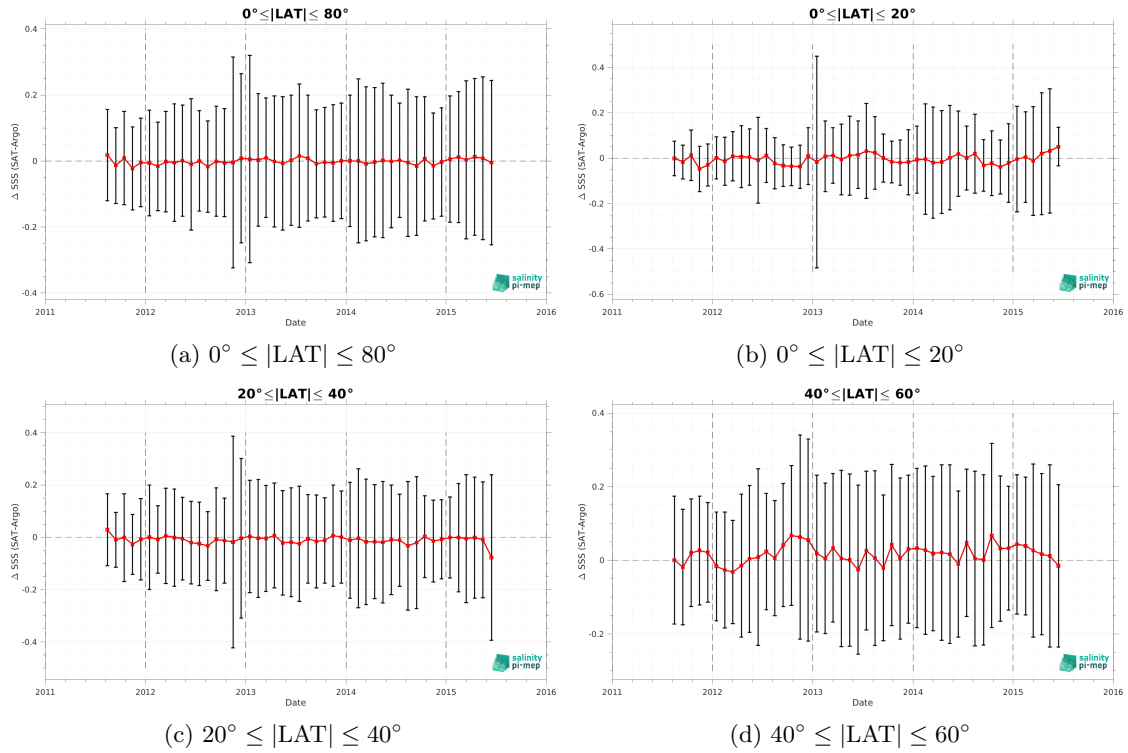 0°≤|LAT|≤ 80°
Δ SSS (SAT-Argo)
0.4
0.2
0
-0.2
-0.4
2011 2012 2013 2014 2015 2016
Date
salinity
pi-mep
(a) 0° ≤ |LAT| ≤ 80°
0°≤|LAT|≤ 20°
Δ SSS (SAT-Argo)
0.4
0.2
0
-0.2
-0.4
-0.6
2011 2012 2013 2014 2015 2016
Date
salinity
pi-mep
(b) 0° ≤ |LAT| ≤ 20°
20°≤|LAT|≤ 40°
Δ SSS (SAT-Argo)
0.4
0.2
0
-0.2
-0.4
2011 2012 2013 2014 2015 2016
Date
salinity
pi-mep
(c) 20° ≤ |LAT| ≤ 40°
40°≤|LAT|≤ 60°
Δ SSS (SAT-Argo)
0.4
0.2
0
-0.2
2011 2012 2013 2014 2015 2016
Date
salinity
pi-mep
(d) 40° ≤ |LAT| ≤ 60°